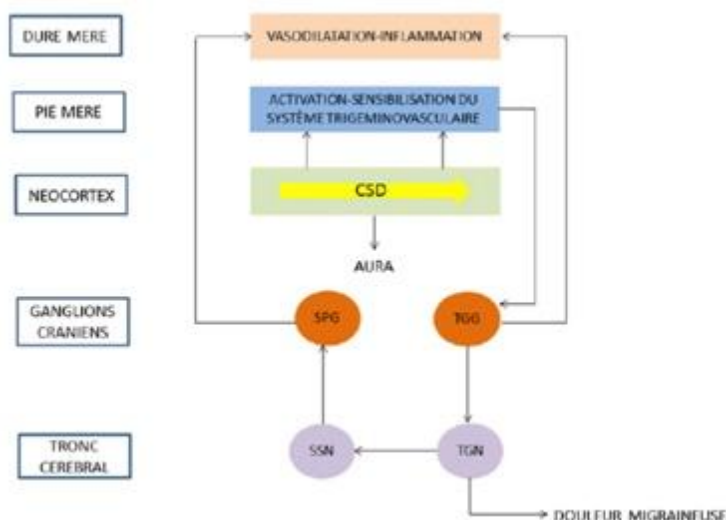 DURE MERE
VASODILATATION-INFLAMMATION
PIE MERE
ACTIVATION-SENSIBILISATION DU
SYSTÈME TRIGEMINOVASCULAIRE
NEOCORTEX
CSD
AURA
GANGLIONS
CRANIENS
SPG
TGG
TRONC
CEREBRAL
SSN
TGN
DOULEUR MIGRAINEUSE